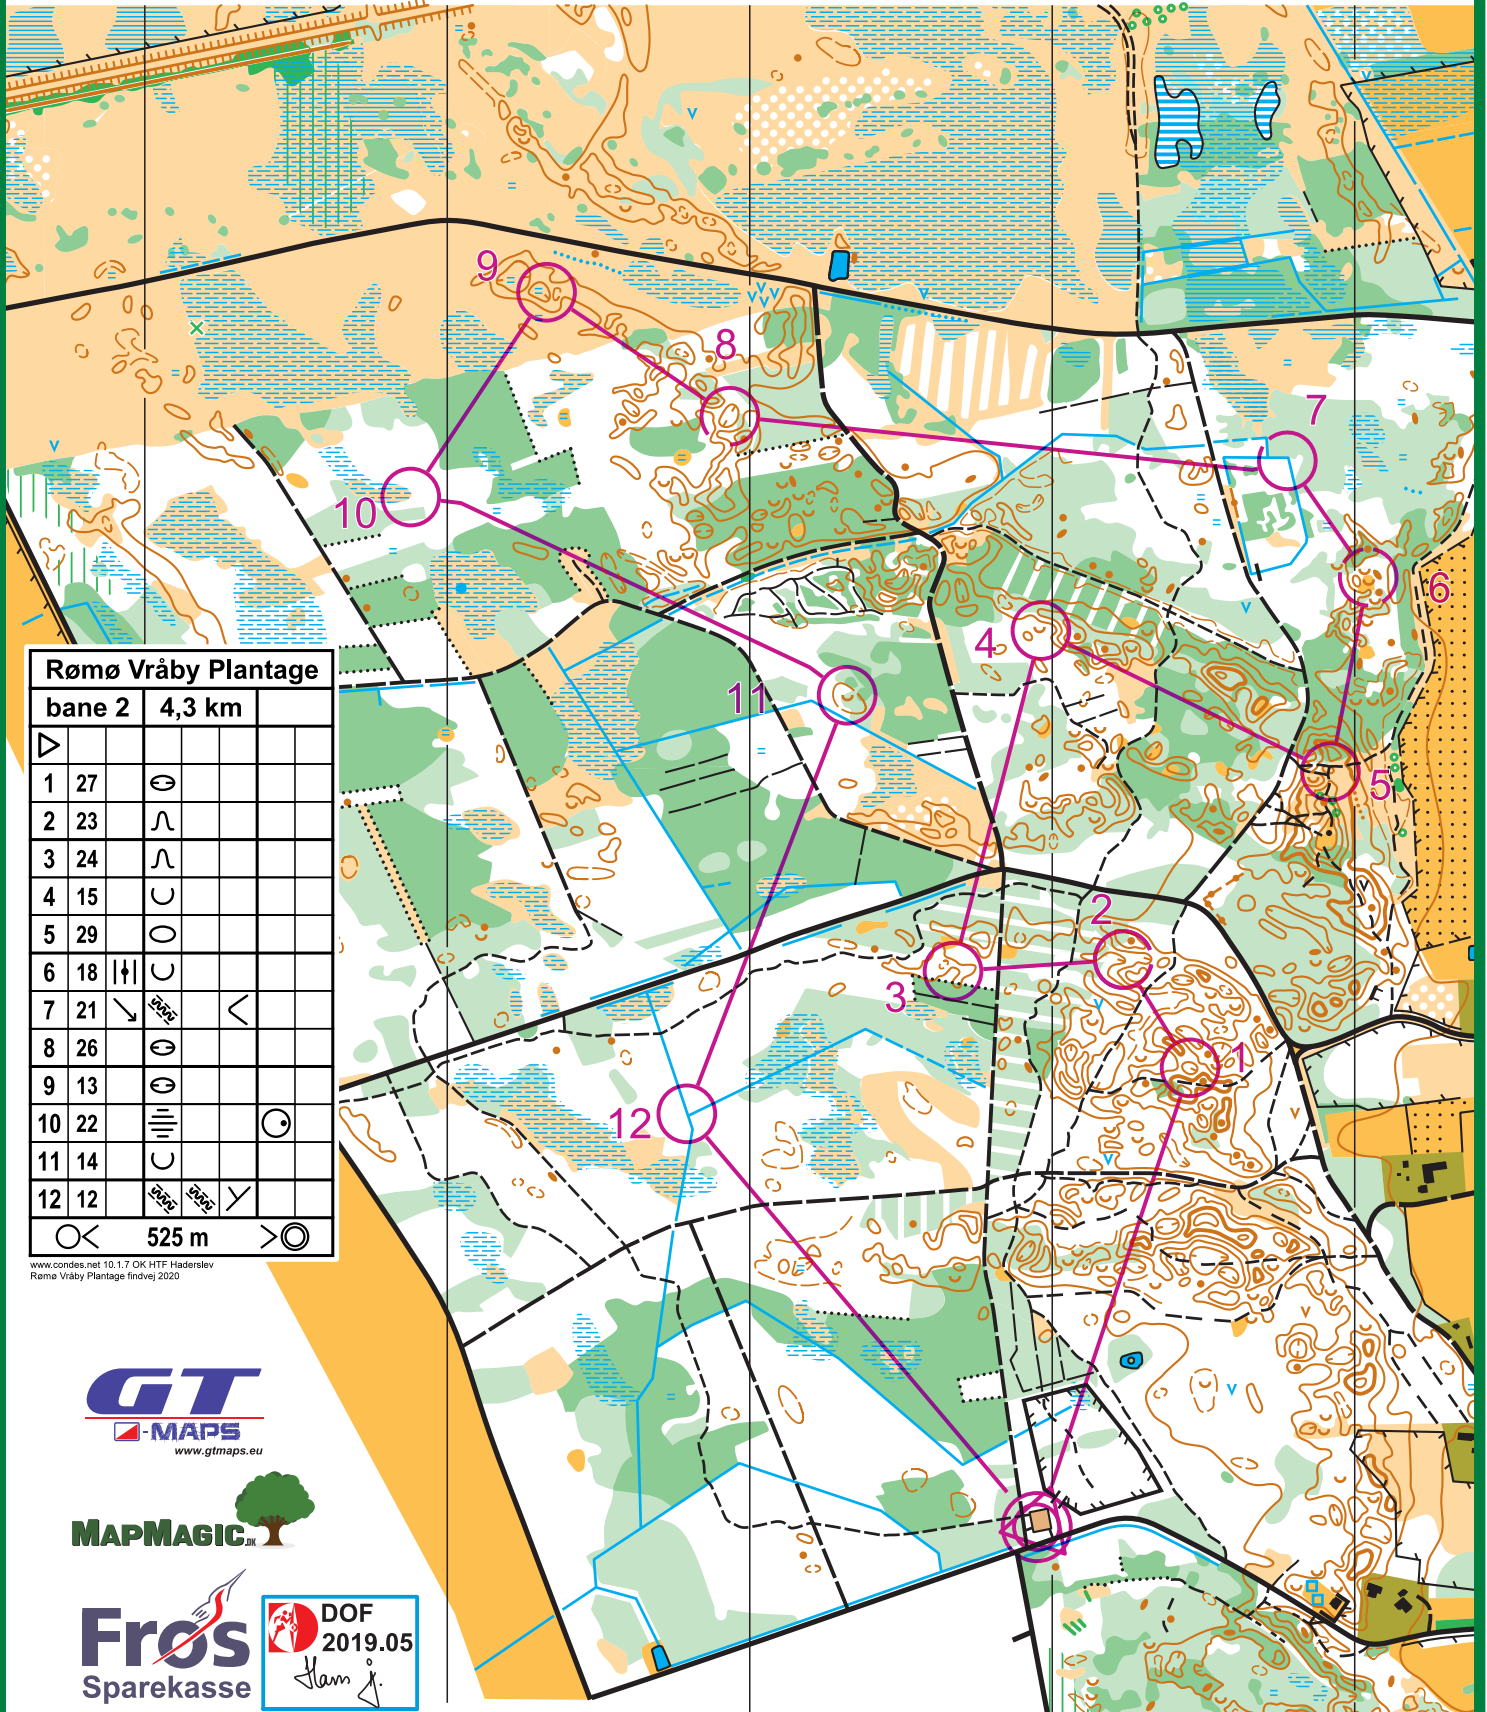 9
8
7
10
6
4
11
5
2
3
1
12
Rømø Vråby Plantage
bane 2 4,3 km
1 27
2 23
3 24
4 15
5 29
6 18
7 21
8 26
9 13
10 22
11 14
12 12
525 m
www.condes.net 10.1.7 OK HTF Haderslev
Rømø Vråby Plantage findvej 2020
GT
-MAPS
www.gtmaps.eu
MAPMAGIC.DK
Frøs
Sparekasse
DOF
2019.05
Hans J.